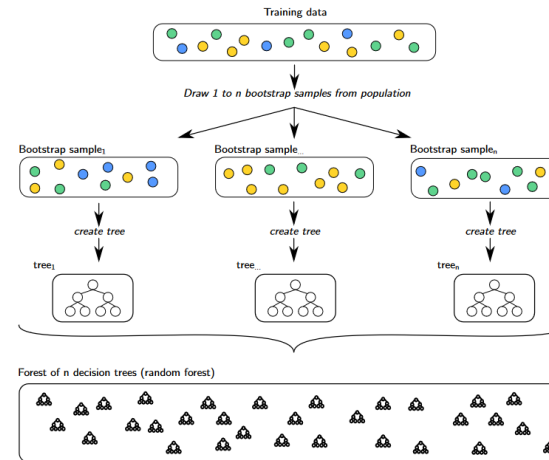 Training data
Draw 1 to n bootstrap samples from population
Bootstrap sample₁
Bootstrap sample...
Bootstrap sampleₙ
create tree
create tree
create tree
tree₁
tree...
treeₙ
Forest of n decision trees (random forest)